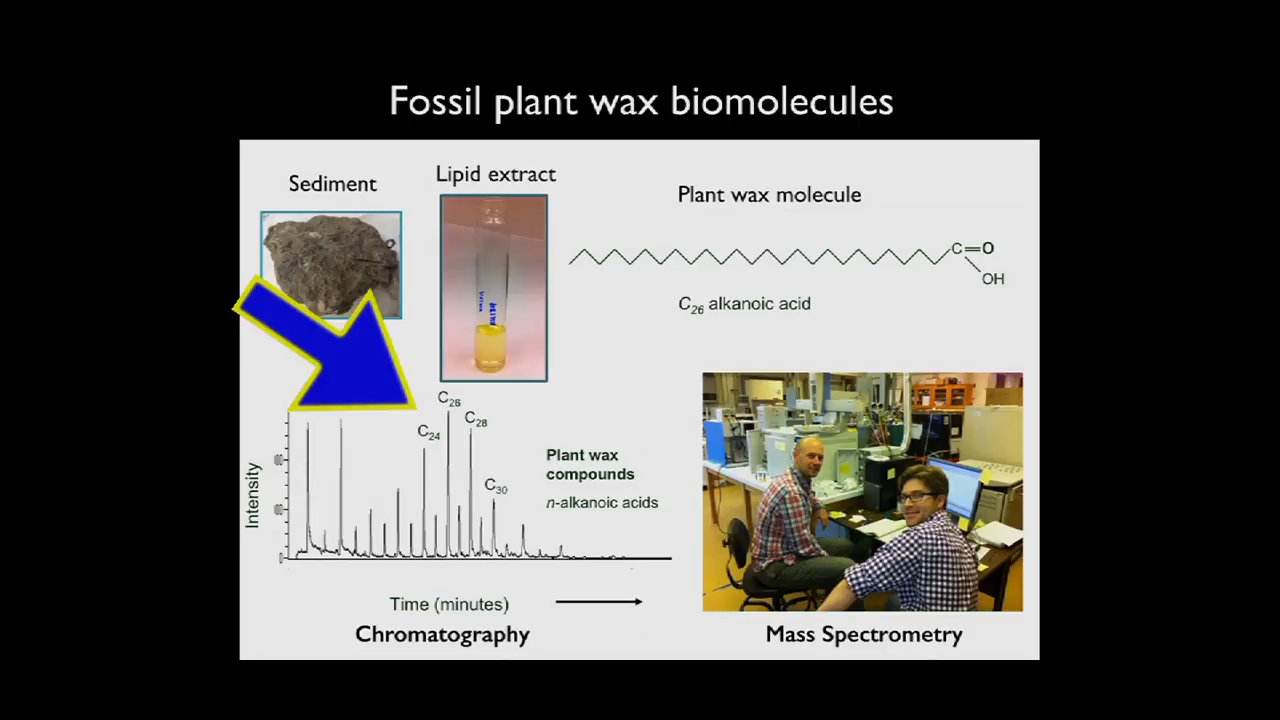 Fossil plant wax biomolecules
Sediment
Lipid extract
Plant wax molecule
C=O
OH
C26 alkanoic acid
C26
C24
C28
C30
Plant wax
compounds
n-alkanoic acids
Intensity
0
Time (minutes)
Chromatography
Mass Spectrometry